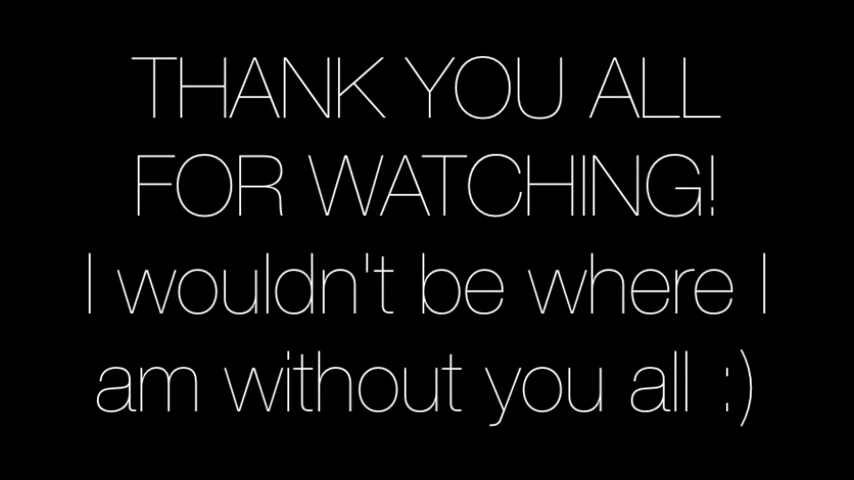 THANK YOU ALL
FOR WATCHING!
I wouldn't be where I
am without you all :)